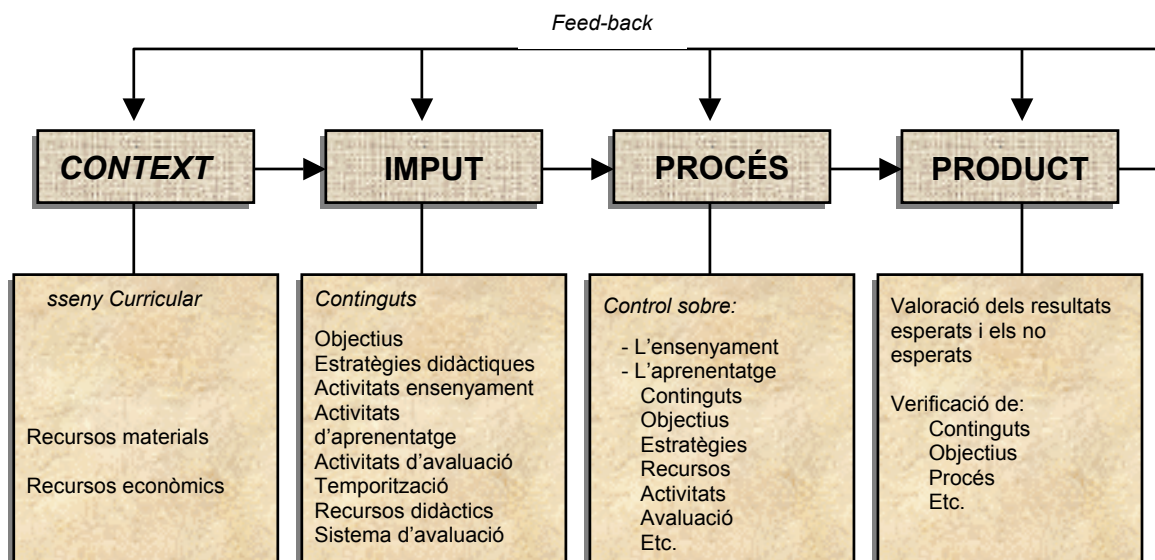 Feed-back
CONTEXT
IMPUT
PROCÉS
PRODUCT
sseny Curricular
Recursos materials
Recursos econòmics
Continguts
Objectius
Estratègies didàctiques
Activitats ensenyament
Activitats
d’aprenentatge
Activitats d’avaluació
Temporització
Recursos didàctics
Sistema d’avaluació
Control sobre:
- L’ensenyament
- L’aprenentatge
Continguts
Objectius
Estratègies
Recursos
Activitats
Avaluació
Etc.
Valoració dels resultats
esperats i els no
esperats
Verificació de:
Continguts
Objectius
Procés
Etc.